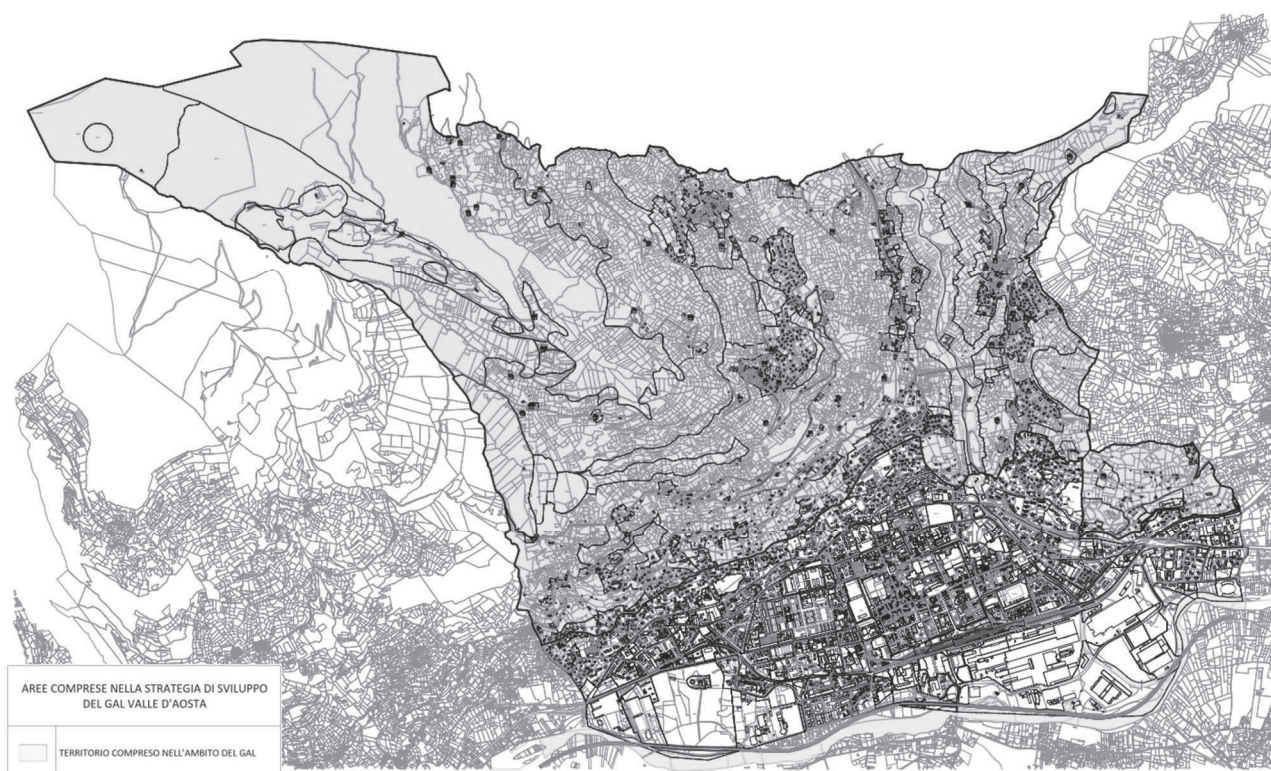 AREE COMPRESE NELLA STRATEGIA DI SVILUPPO
DEL GAL VALLE D'AOSTA
TERRITORIO COMPRESO NELL'AMBITO DEL GAL